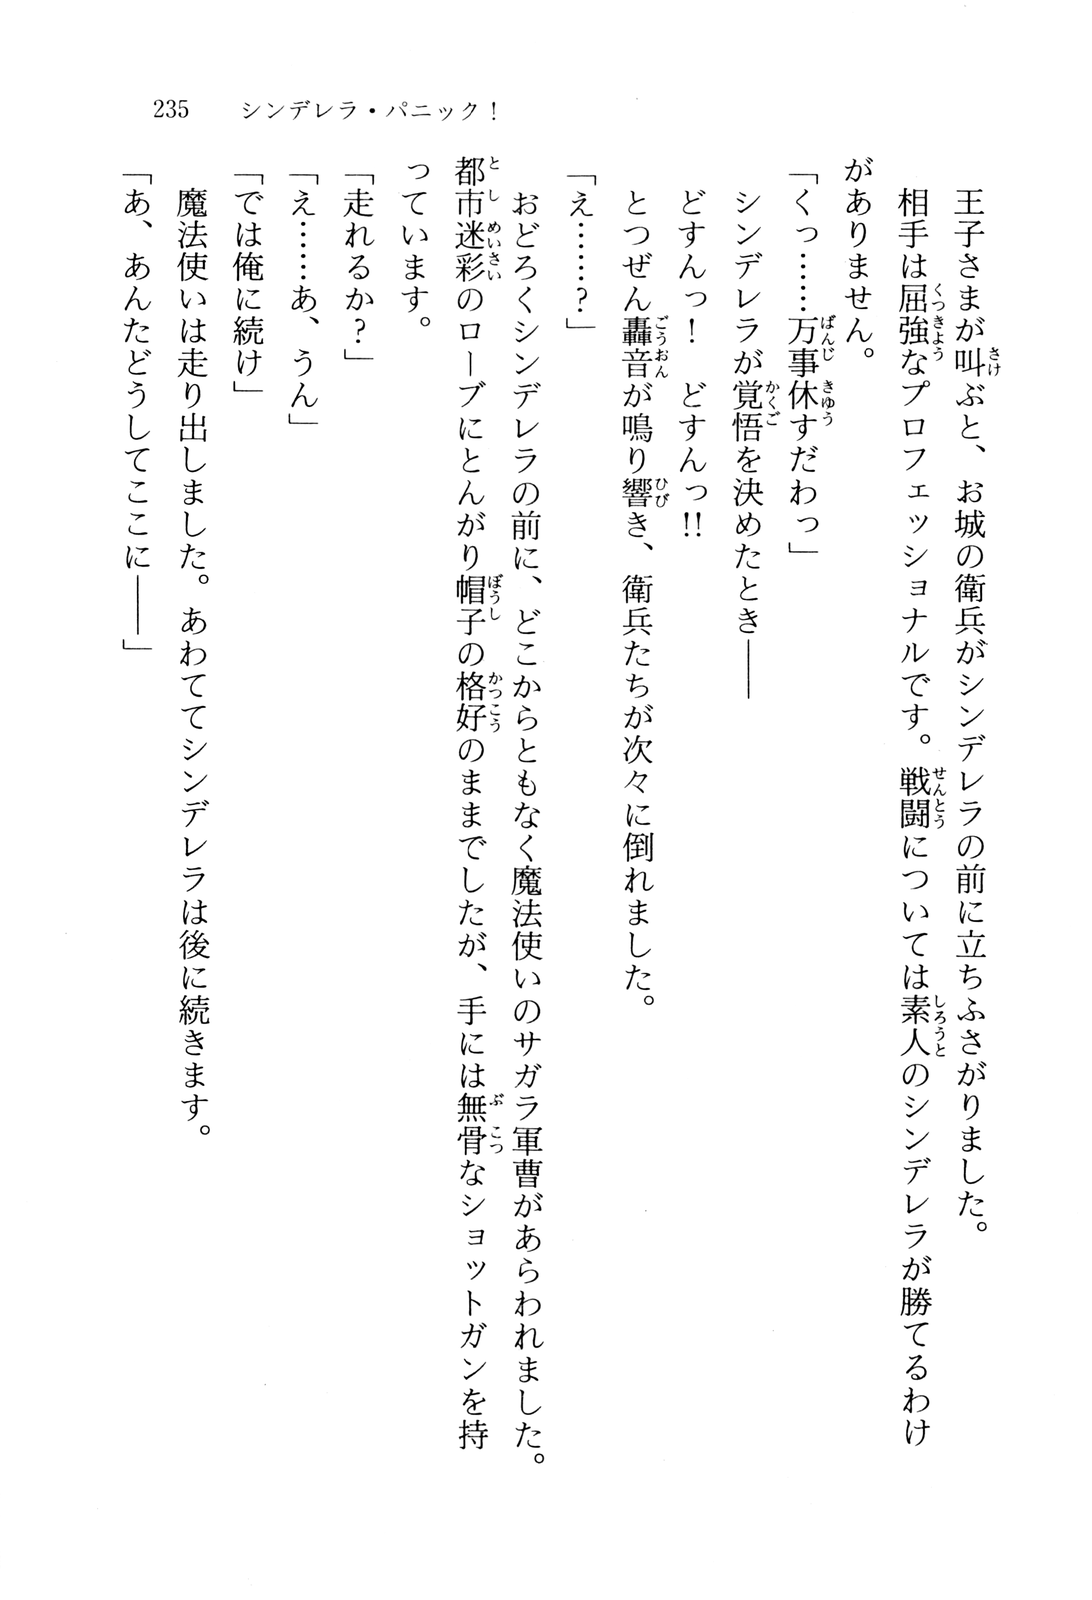 235　シンデレラ・パニック！
　王子さまが叫ぶと、お城の衛兵がシンデレラの前に立ちふさがりました。
　相手は屈強なプロフェッショナルです。戦闘については素人のシンデレラが勝てるわけ
がありません。
「くっ……万事休すだわっ」
　シンデレラが覚悟を決めたとき――
　どすんっ！　どすんっ!!
　とつぜん轟音が鳴り響き、衛兵たちが次々に倒れました。
「え……？」
　おどろくシンデレラの前に、どこからともなく魔法使いのサガラ軍曹があらわれました。
都市迷彩のローブにとんがり帽子の格好のままでしたが、手には無骨なショットガンを持
っています。
「走れるか？」
「え……あ、うん」
「では俺に続け」
　魔法使いは走り出しました。あわててシンデレラは後に続きます。
「あ、あんたどうしてここに――」